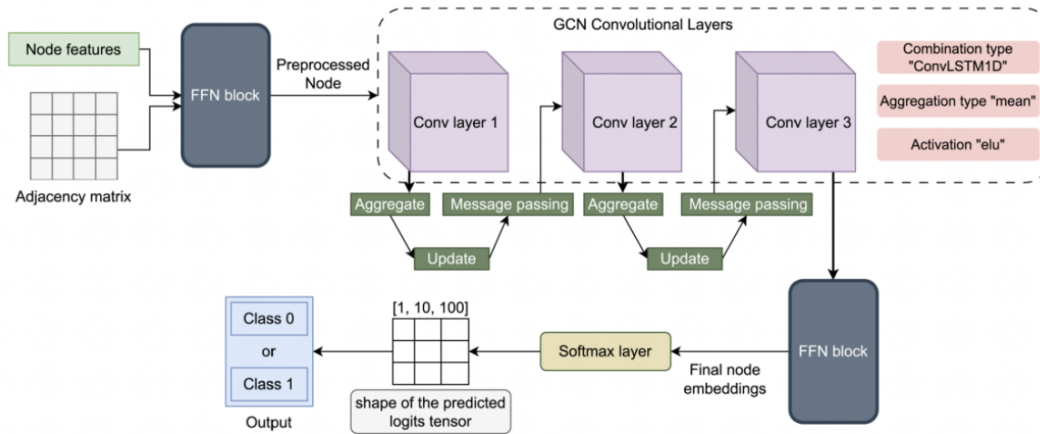 GCN Convolutional Layers
Node features
FFN block
Adjacency matrix
Preprocessed
Node
Conv layer 1
Conv layer 2
Conv layer 3
Combination type
"ConvLSTM1D"
Aggregation type "mean"
Activation "elu"
Aggregate
Message passing
Aggregate
Message passing
Update
Update
FFN block
Final node
embeddings
Softmax layer
[1, 10, 100]
shape of the predicted
logits tensor
Class 0
or
Class 1
Output